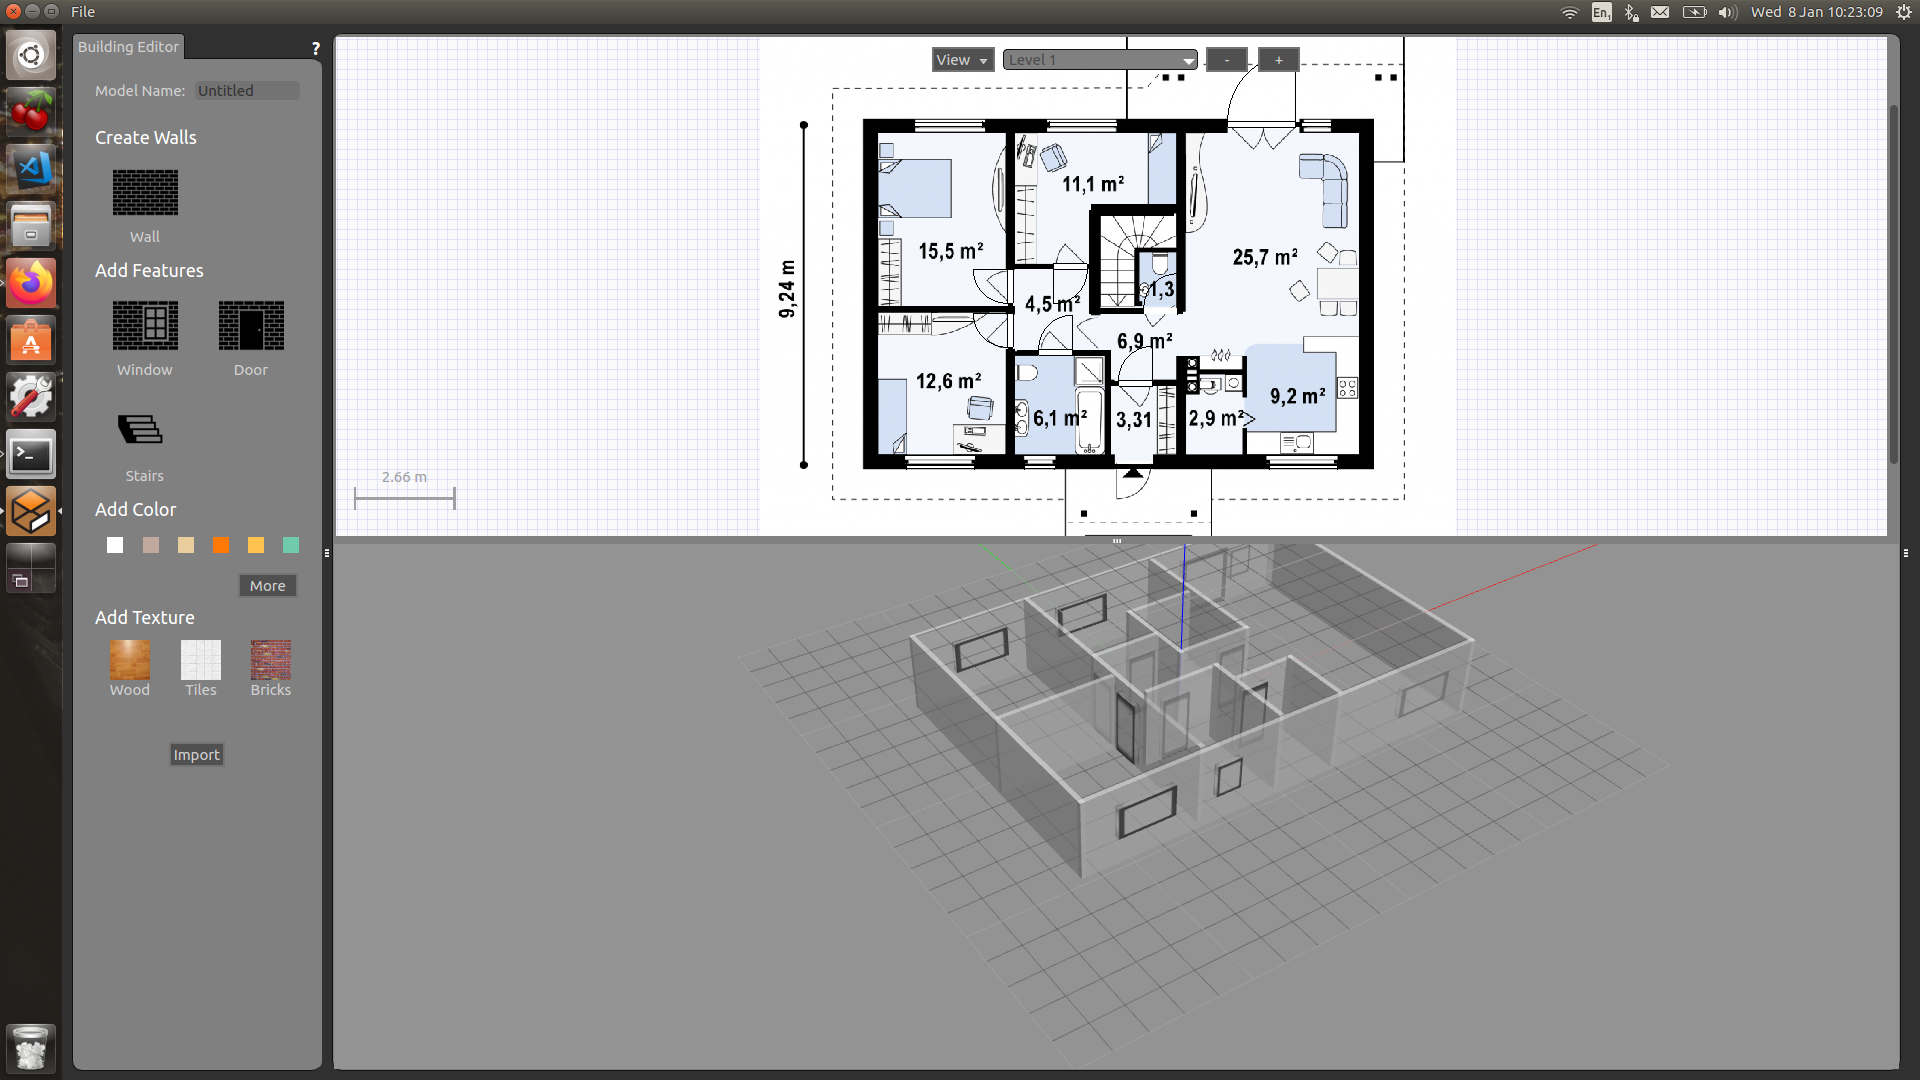 File
En1
Wed 8 Jan 10:23:09
Building Editor
?
Model Name: Untitled
Create Walls
Wall
Add Features
Window
Door
Stairs
Add Color
More
Add Texture
Wood
Tiles
Bricks
Import
View
Level 1
-
+
9,24 m
11,1 m²
15,5 m²
25,7 m²
1,3
4,5 m²
6,9 m²
12,6 m²
9,2 m²
6,1 m²
3,31
2,9 m²
2.66 m